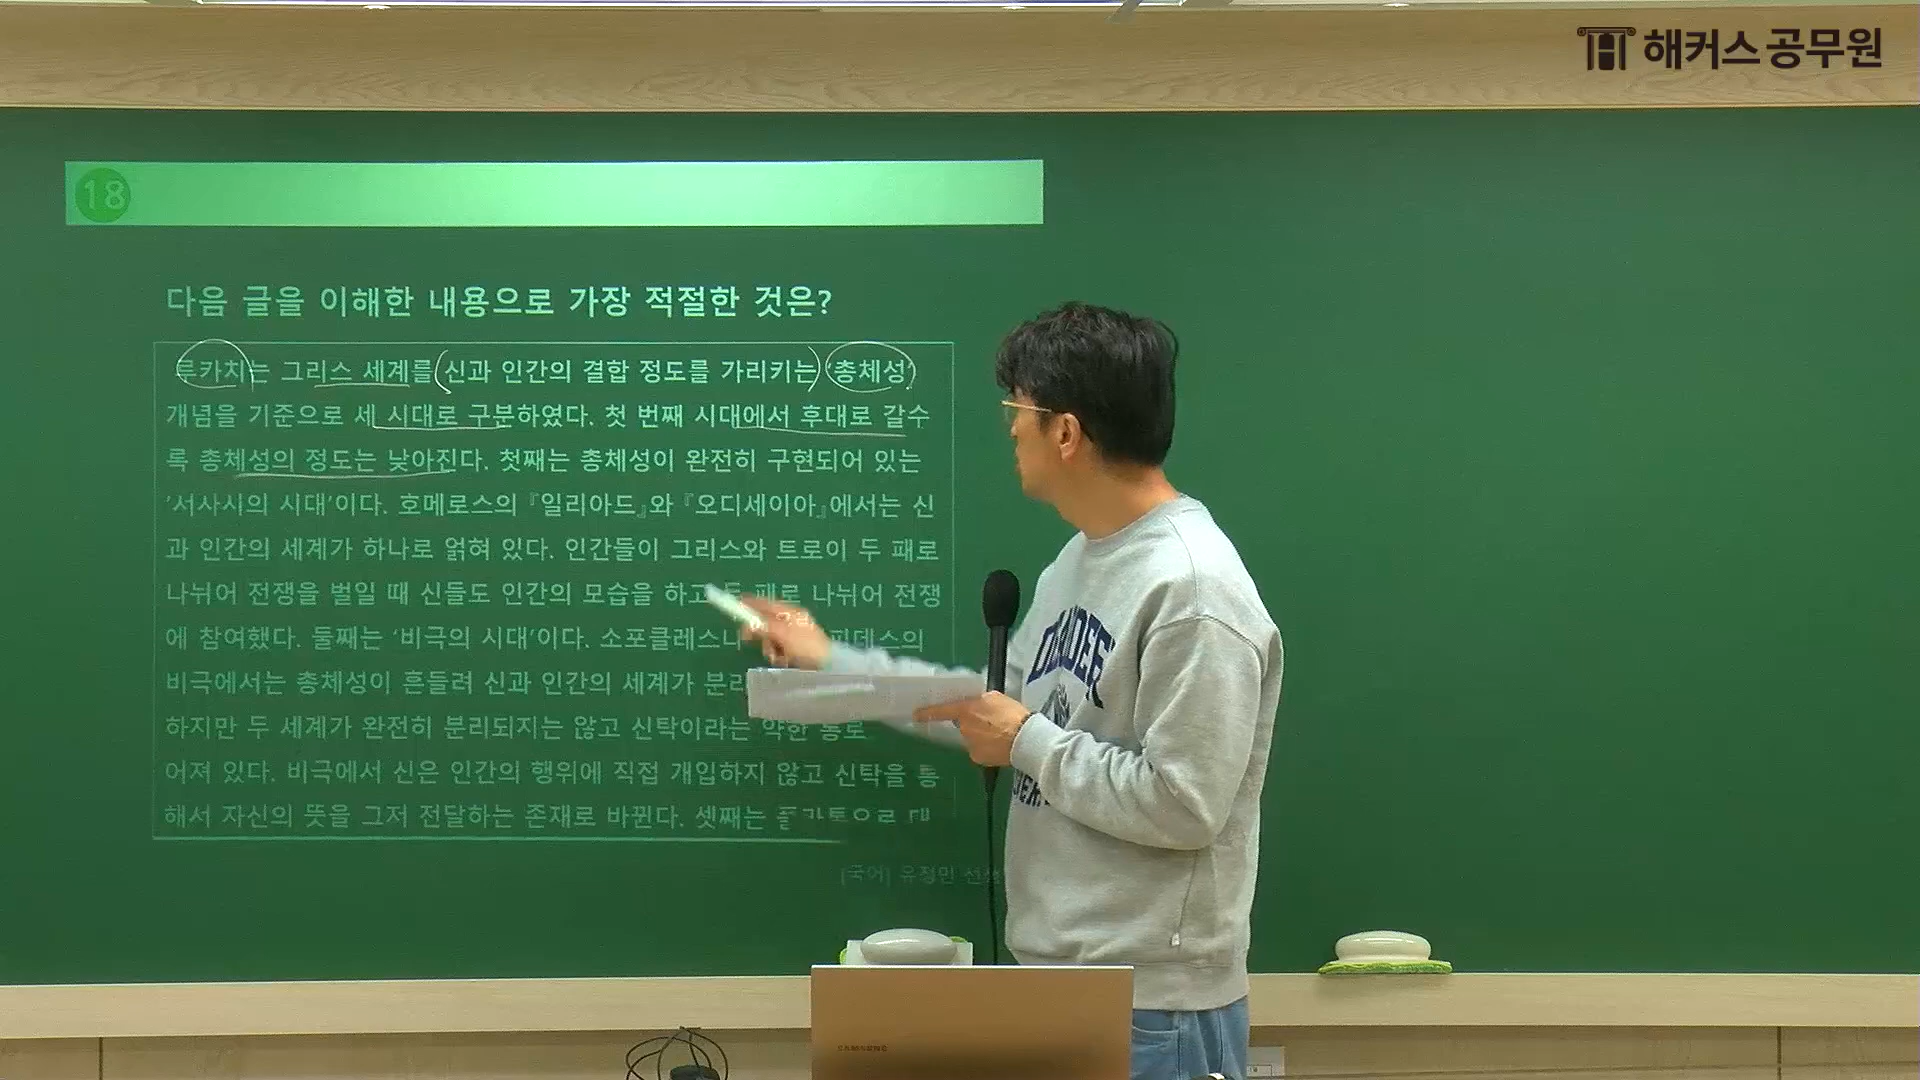 해커스공무원
18
다음 글을 이해한 내용으로 가장 적절한 것은?
루카치는 그리스 세계를 신과 인간의 결합 정도를 가리키는 '총체성'
개념을 기준으로 세 시대로 구분하였다. 첫 번째 시대에서 후대로 갈수
록 총체성의 정도는 낮아진다. 첫째는 총체성이 완전히 구현되어 있는
'서사시의 시대'이다. 호메로스의 『일리아드』와 『오디세이아』에서는 신
과 인간의 세계가 하나로 얽혀 있다. 인간들이 그리스와 트로이 두 패로
나뉘어 전쟁을 벌일 때 신들도 인간의 모습을 하고 두 패로 나뉘어 전쟁
에 참여했다. 둘째는 '비극의 시대'이다. 소포클레스나
비극에서는 총체성이 흔들려 신과 인간의 세계가
하지만 두 세계가 완전히 분리되지는 않고 신탁이라는 약한
어져 있다. 비극에서 신은 인간의 행위에 직접 개입하지 않고 신탁을 통
해서 자신의 뜻을 그저 전달하는 존재로 바뀐다. 셋째는
[국어] 유정민
SAMSUNG